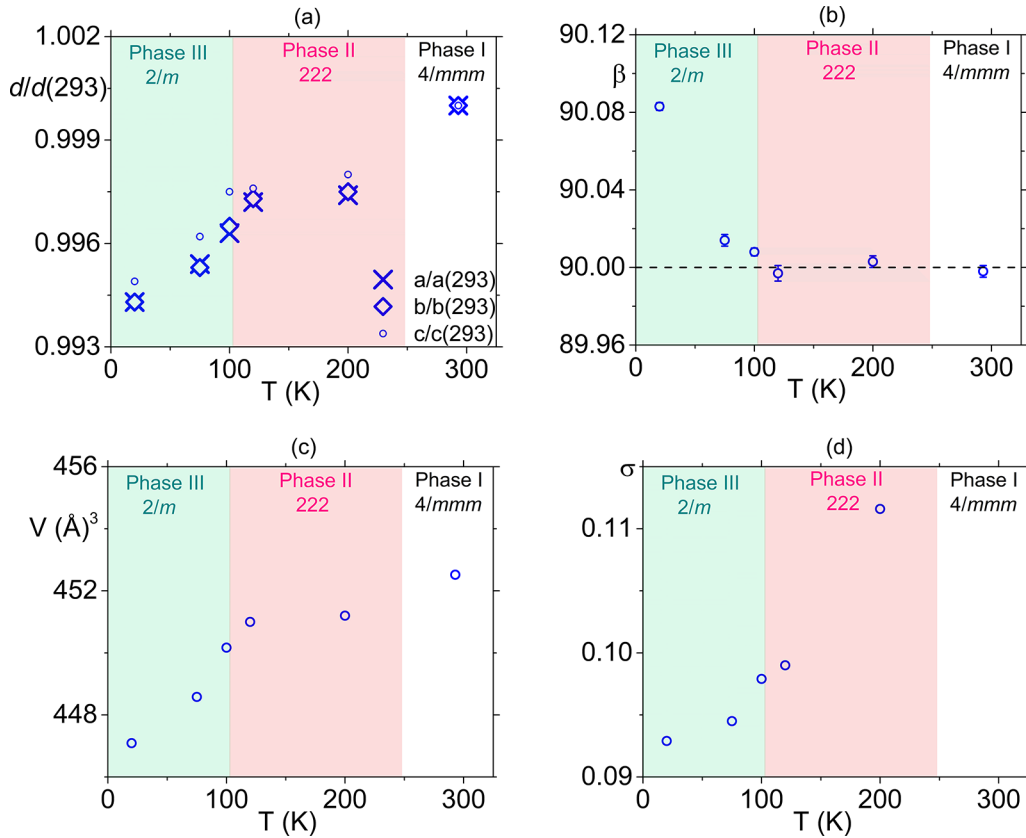 (a)
1.002
d/d(293)
0.999
0.996
0.993
Phase III
2/m
Phase II
222
Phase I
4/mmm
a/a(293)
b/b(293)
c/c(293)
0
100
200
300
T (K)
(b)
90.12
β
90.08
90.04
90.00
89.96
Phase III
2/m
Phase II
222
Phase I
4/mmm
0
100
200
300
T (K)
(c)
456
V (Å)³
452
448
Phase III
2/m
Phase II
222
Phase I
4/mmm
0
100
200
300
T (K)
(d)
σ
0.11
0.10
0.09
Phase III
2/m
Phase II
222
Phase I
4/mmm
0
100
200
300
T (K)